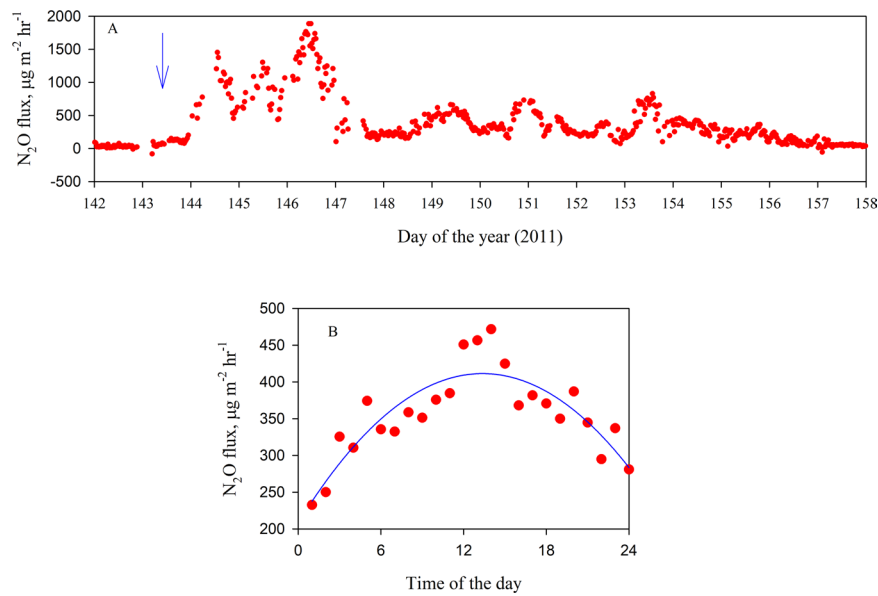 A
2000
1500
1000
500
0
-500
N₂O flux, µg m⁻² hr⁻¹
142 143 144 145 146 147 148 149 150 151 152 153 154 155 156 157 158
Day of the year (2011)
B
500
450
400
350
300
250
200
N₂O flux, µg m⁻² hr⁻¹
0 6 12 18 24
Time of the day